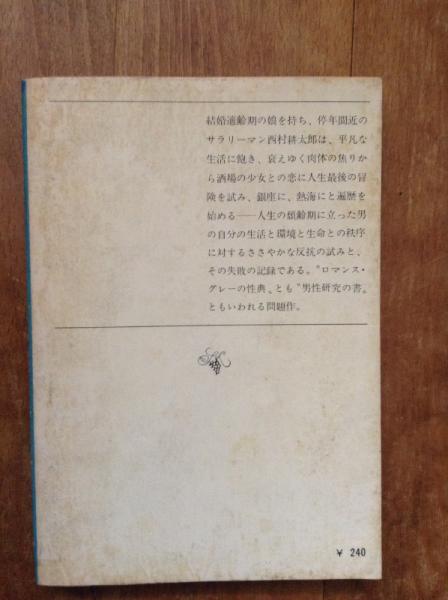 結婚適齢期の娘を持ち、停年間近の
サラリーマン西村耕太郎は、平凡な
生活に飽き、衰えゆく肉体の焦りか
ら酒場の少女との恋に人生最後の冒
険を試み、銀座に、熱海にと遍歴を
始める――人生の頽齢期に立った男
の自分の生活と環境と生命との秩序
に対するささやかな反抗の試みと、
その失敗の記録である。〝ロマンス・
グレーの性典〟とも〝男性研究の書〟
ともいわれる問題作。
¥ 240